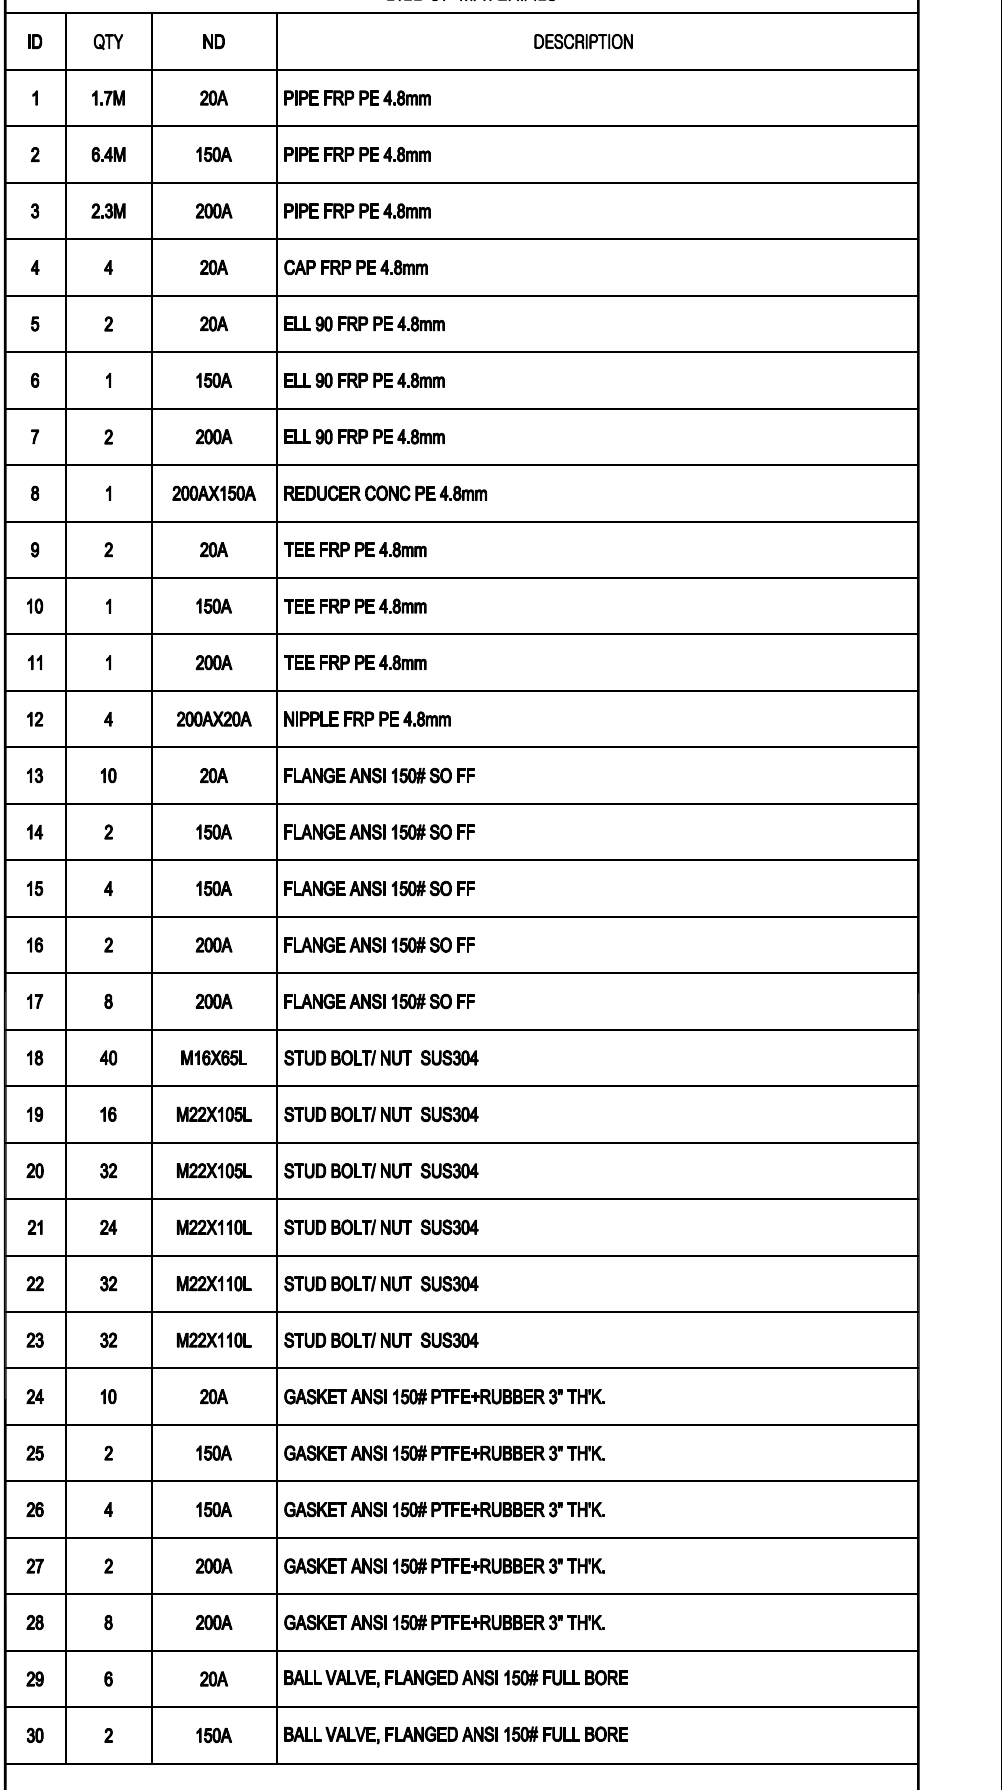 ID QTY ND DESCRIPTION
1 1.7M 20A PIPE FRP PE 4.8mm
2 6.4M 150A PIPE FRP PE 4.8mm
3 2.3M 200A PIPE FRP PE 4.8mm
4 4 20A CAP FRP PE 4.8mm
5 2 20A ELL 90 FRP PE 4.8mm
6 1 150A ELL 90 FRP PE 4.8mm
7 2 200A ELL 90 FRP PE 4.8mm
8 1 200AX150A REDUCER CONC PE 4.8mm
9 2 20A TEE FRP PE 4.8mm
10 1 150A TEE FRP PE 4.8mm
11 1 200A TEE FRP PE 4.8mm
12 4 200AX20A NIPPLE FRP PE 4.8mm
13 10 20A FLANGE ANSI 150# SO FF
14 2 150A FLANGE ANSI 150# SO FF
15 4 150A FLANGE ANSI 150# SO FF
16 2 200A FLANGE ANSI 150# SO FF
17 8 200A FLANGE ANSI 150# SO FF
18 40 M16X65L STUD BOLT/ NUT SUS304
19 16 M22X105L STUD BOLT/ NUT SUS304
20 32 M22X105L STUD BOLT/ NUT SUS304
21 24 M22X110L STUD BOLT/ NUT SUS304
22 32 M22X110L STUD BOLT/ NUT SUS304
23 32 M22X110L STUD BOLT/ NUT SUS304
24 10 20A GASKET ANSI 150# PTFE+RUBBER 3" TH'K.
25 2 150A GASKET ANSI 150# PTFE+RUBBER 3" TH'K.
26 4 150A GASKET ANSI 150# PTFE+RUBBER 3" TH'K.
27 2 200A GASKET ANSI 150# PTFE+RUBBER 3" TH'K.
28 8 200A GASKET ANSI 150# PTFE+RUBBER 3" TH'K.
29 6 20A BALL VALVE, FLANGED ANSI 150# FULL BORE
30 2 150A BALL VALVE, FLANGED ANSI 150# FULL BORE